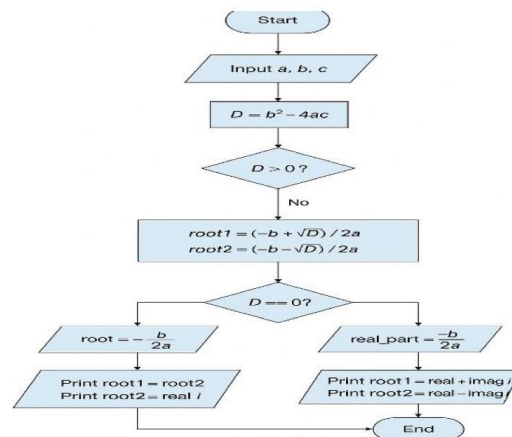 Start
Input a, b, c
D = b² − 4ac
D > 0 ?
No
root1 = (−b + √D) / 2a
root2 = (−b − √D) / 2a
D == 0?
root = − b/2a
real_part = −b/2a
Print root1 = root2
Print root2 = real i
Print root1 = real + imag i
Print root2 = real − imag i
End